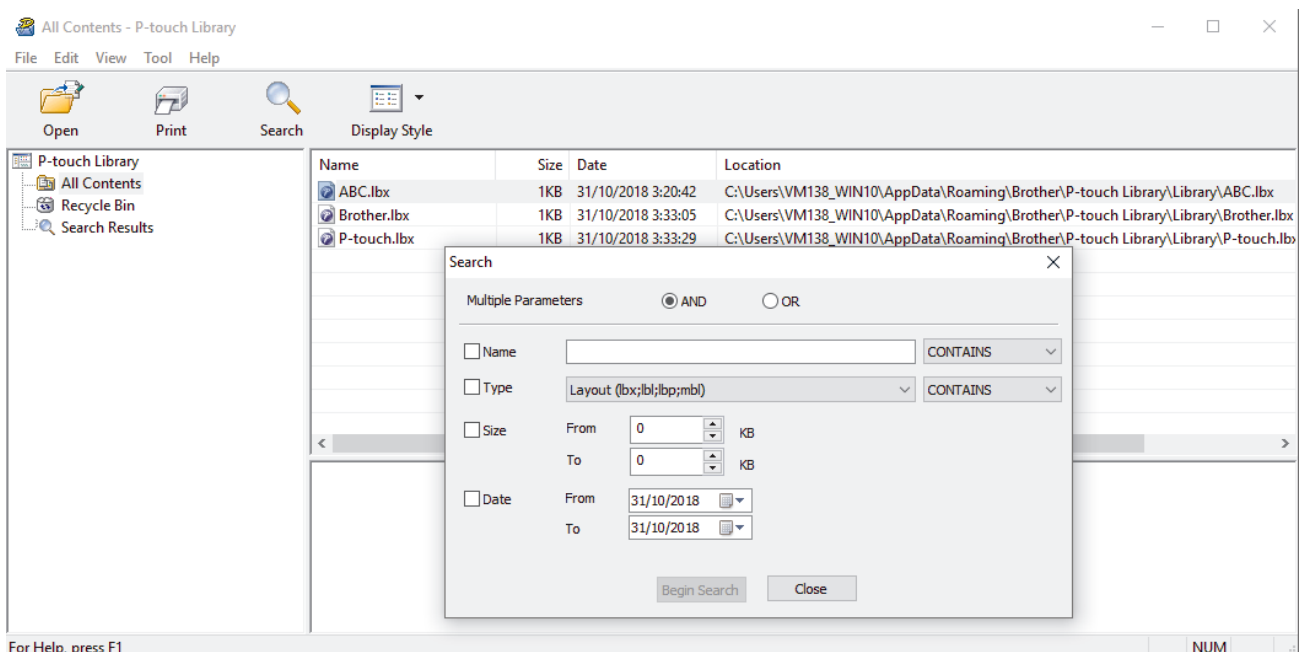 All Contents - P-touch Library
File Edit View Tool Help
Open Print Search Display Style
P-touch Library
All Contents
Recycle Bin
Search Results
Name Size Date Location
ABC.lbx 1KB 31/10/2018 3:20:42 C:\Users\VM138_WIN10\AppData\Roaming\Brother\P-touch Library\Library\ABC.lbx
Brother.lbx 1KB 31/10/2018 3:33:05 C:\Users\VM138_WIN10\AppData\Roaming\Brother\P-touch Library\Library\Brother.lbx
P-touch.lbx 1KB 31/10/2018 3:33:29 C:\Users\VM138_WIN10\AppData\Roaming\Brother\P-touch Library\Library\P-touch.lbx
Search
Multiple Parameters AND OR
Name CONTAINS
Type Layout (lbx;lbl;lbp;mbl) CONTAINS
Size From 0 KB
To 0 KB
Date From 31/10/2018
To 31/10/2018
Begin Search Close
For Help, press F1 NUM